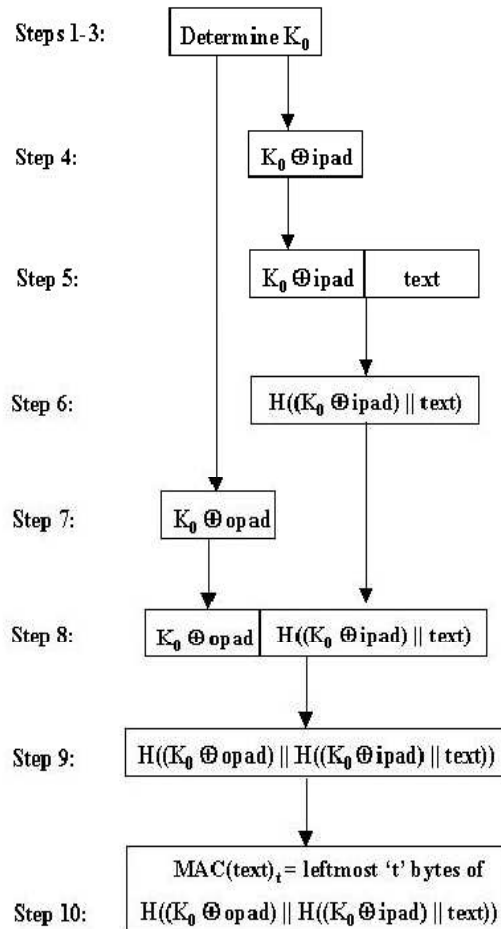 Steps 1-3: Determine K₀
Step 4: K₀ ⊕ ipad
Step 5: K₀ ⊕ ipad text
Step 6: H((K₀ ⊕ ipad) || text)
Step 7: K₀ ⊕ opad
Step 8: K₀ ⊕ opad H((K₀ ⊕ ipad) || text)
Step 9: H((K₀ ⊕ opad) || H((K₀ ⊕ ipad) || text))
MAC(text)ₜ = leftmost ‘t’ bytes of
Step 10: H((K₀ ⊕ opad) || H((K₀ ⊕ ipad) || text))